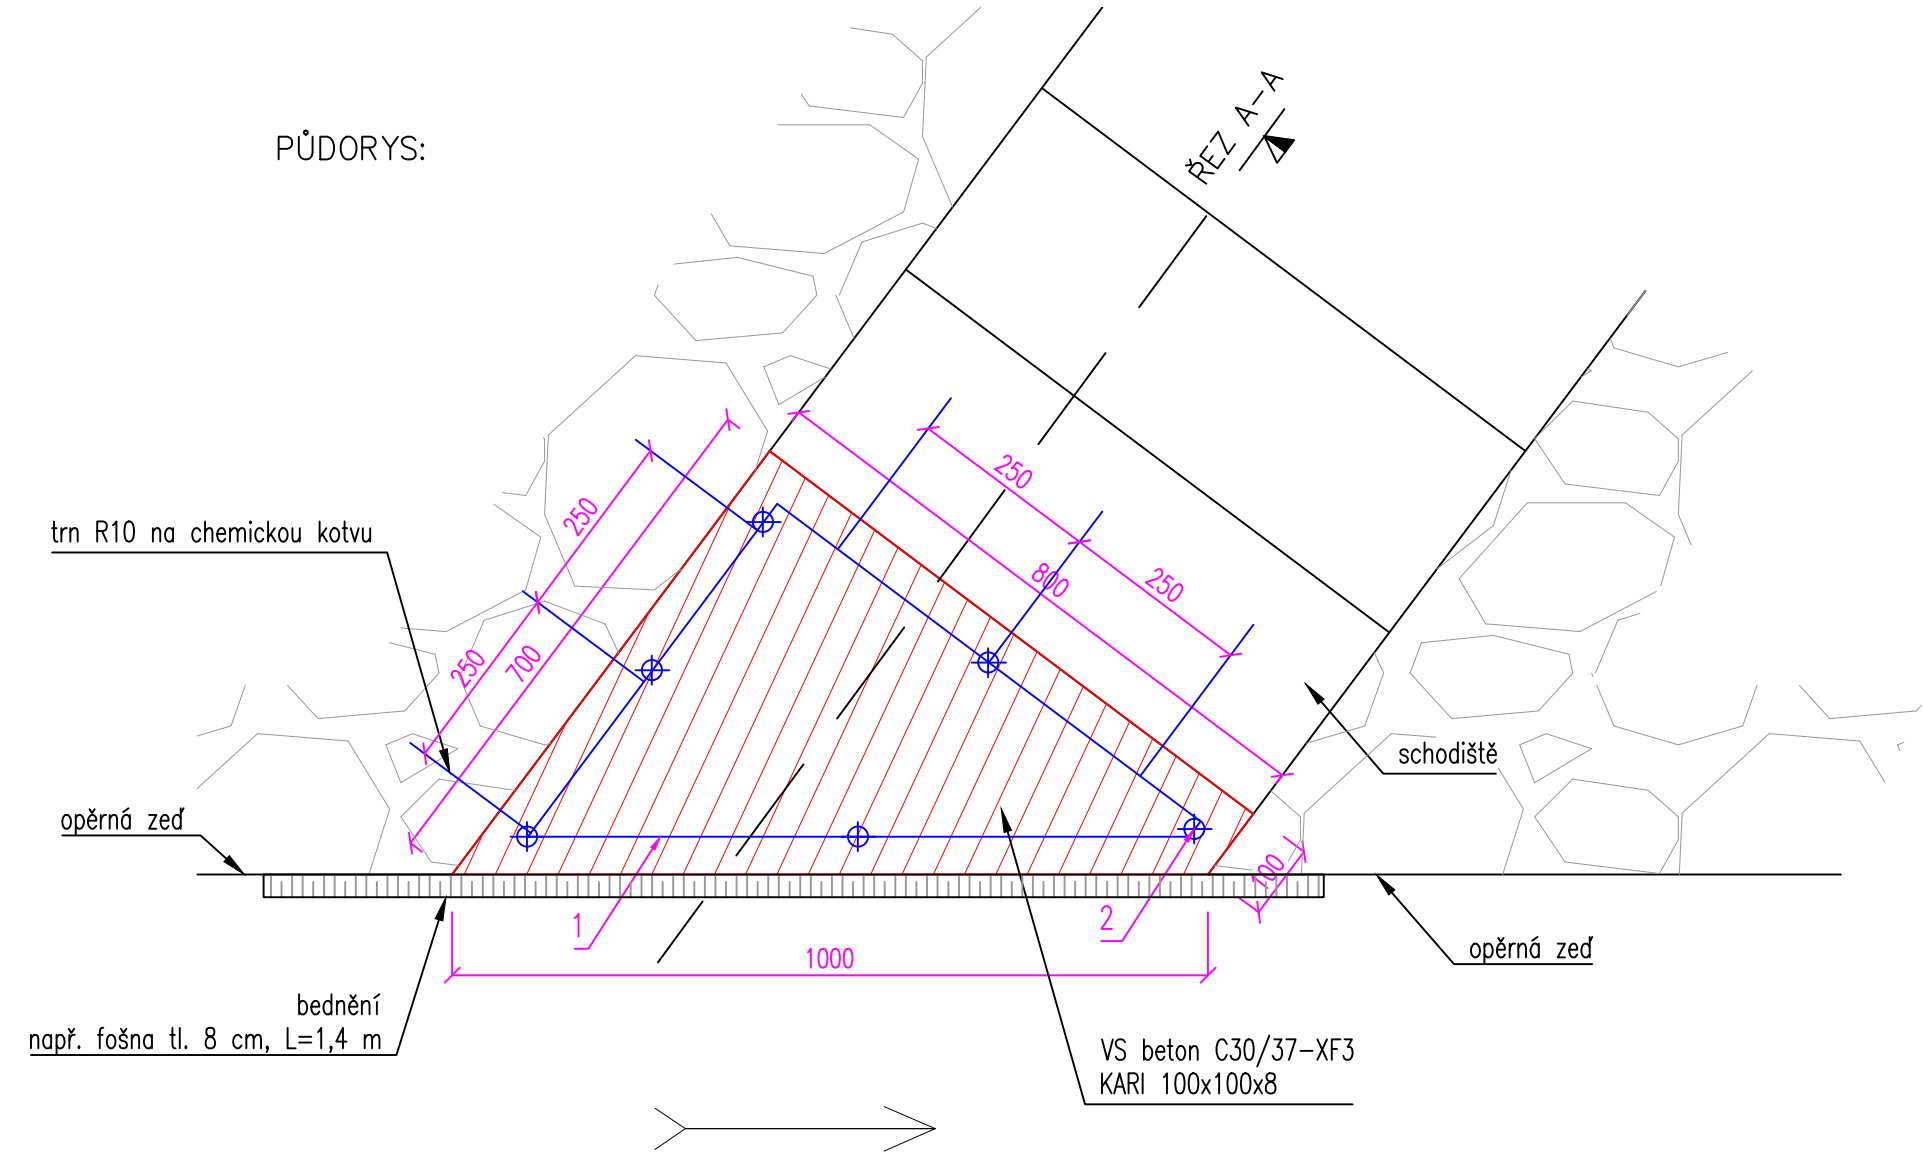 PŮDORYS:
ŘEZ A-A
250
250
800
250
250
700
trn R10 na chemickou kotvu
schodiště
opěrná zeď
100
1
2
opěrná zeď
1000
bednění
např. fošna tl. 8 cm, L=1,4 m
VS beton C30/37-XF3
KARI 100x100x8